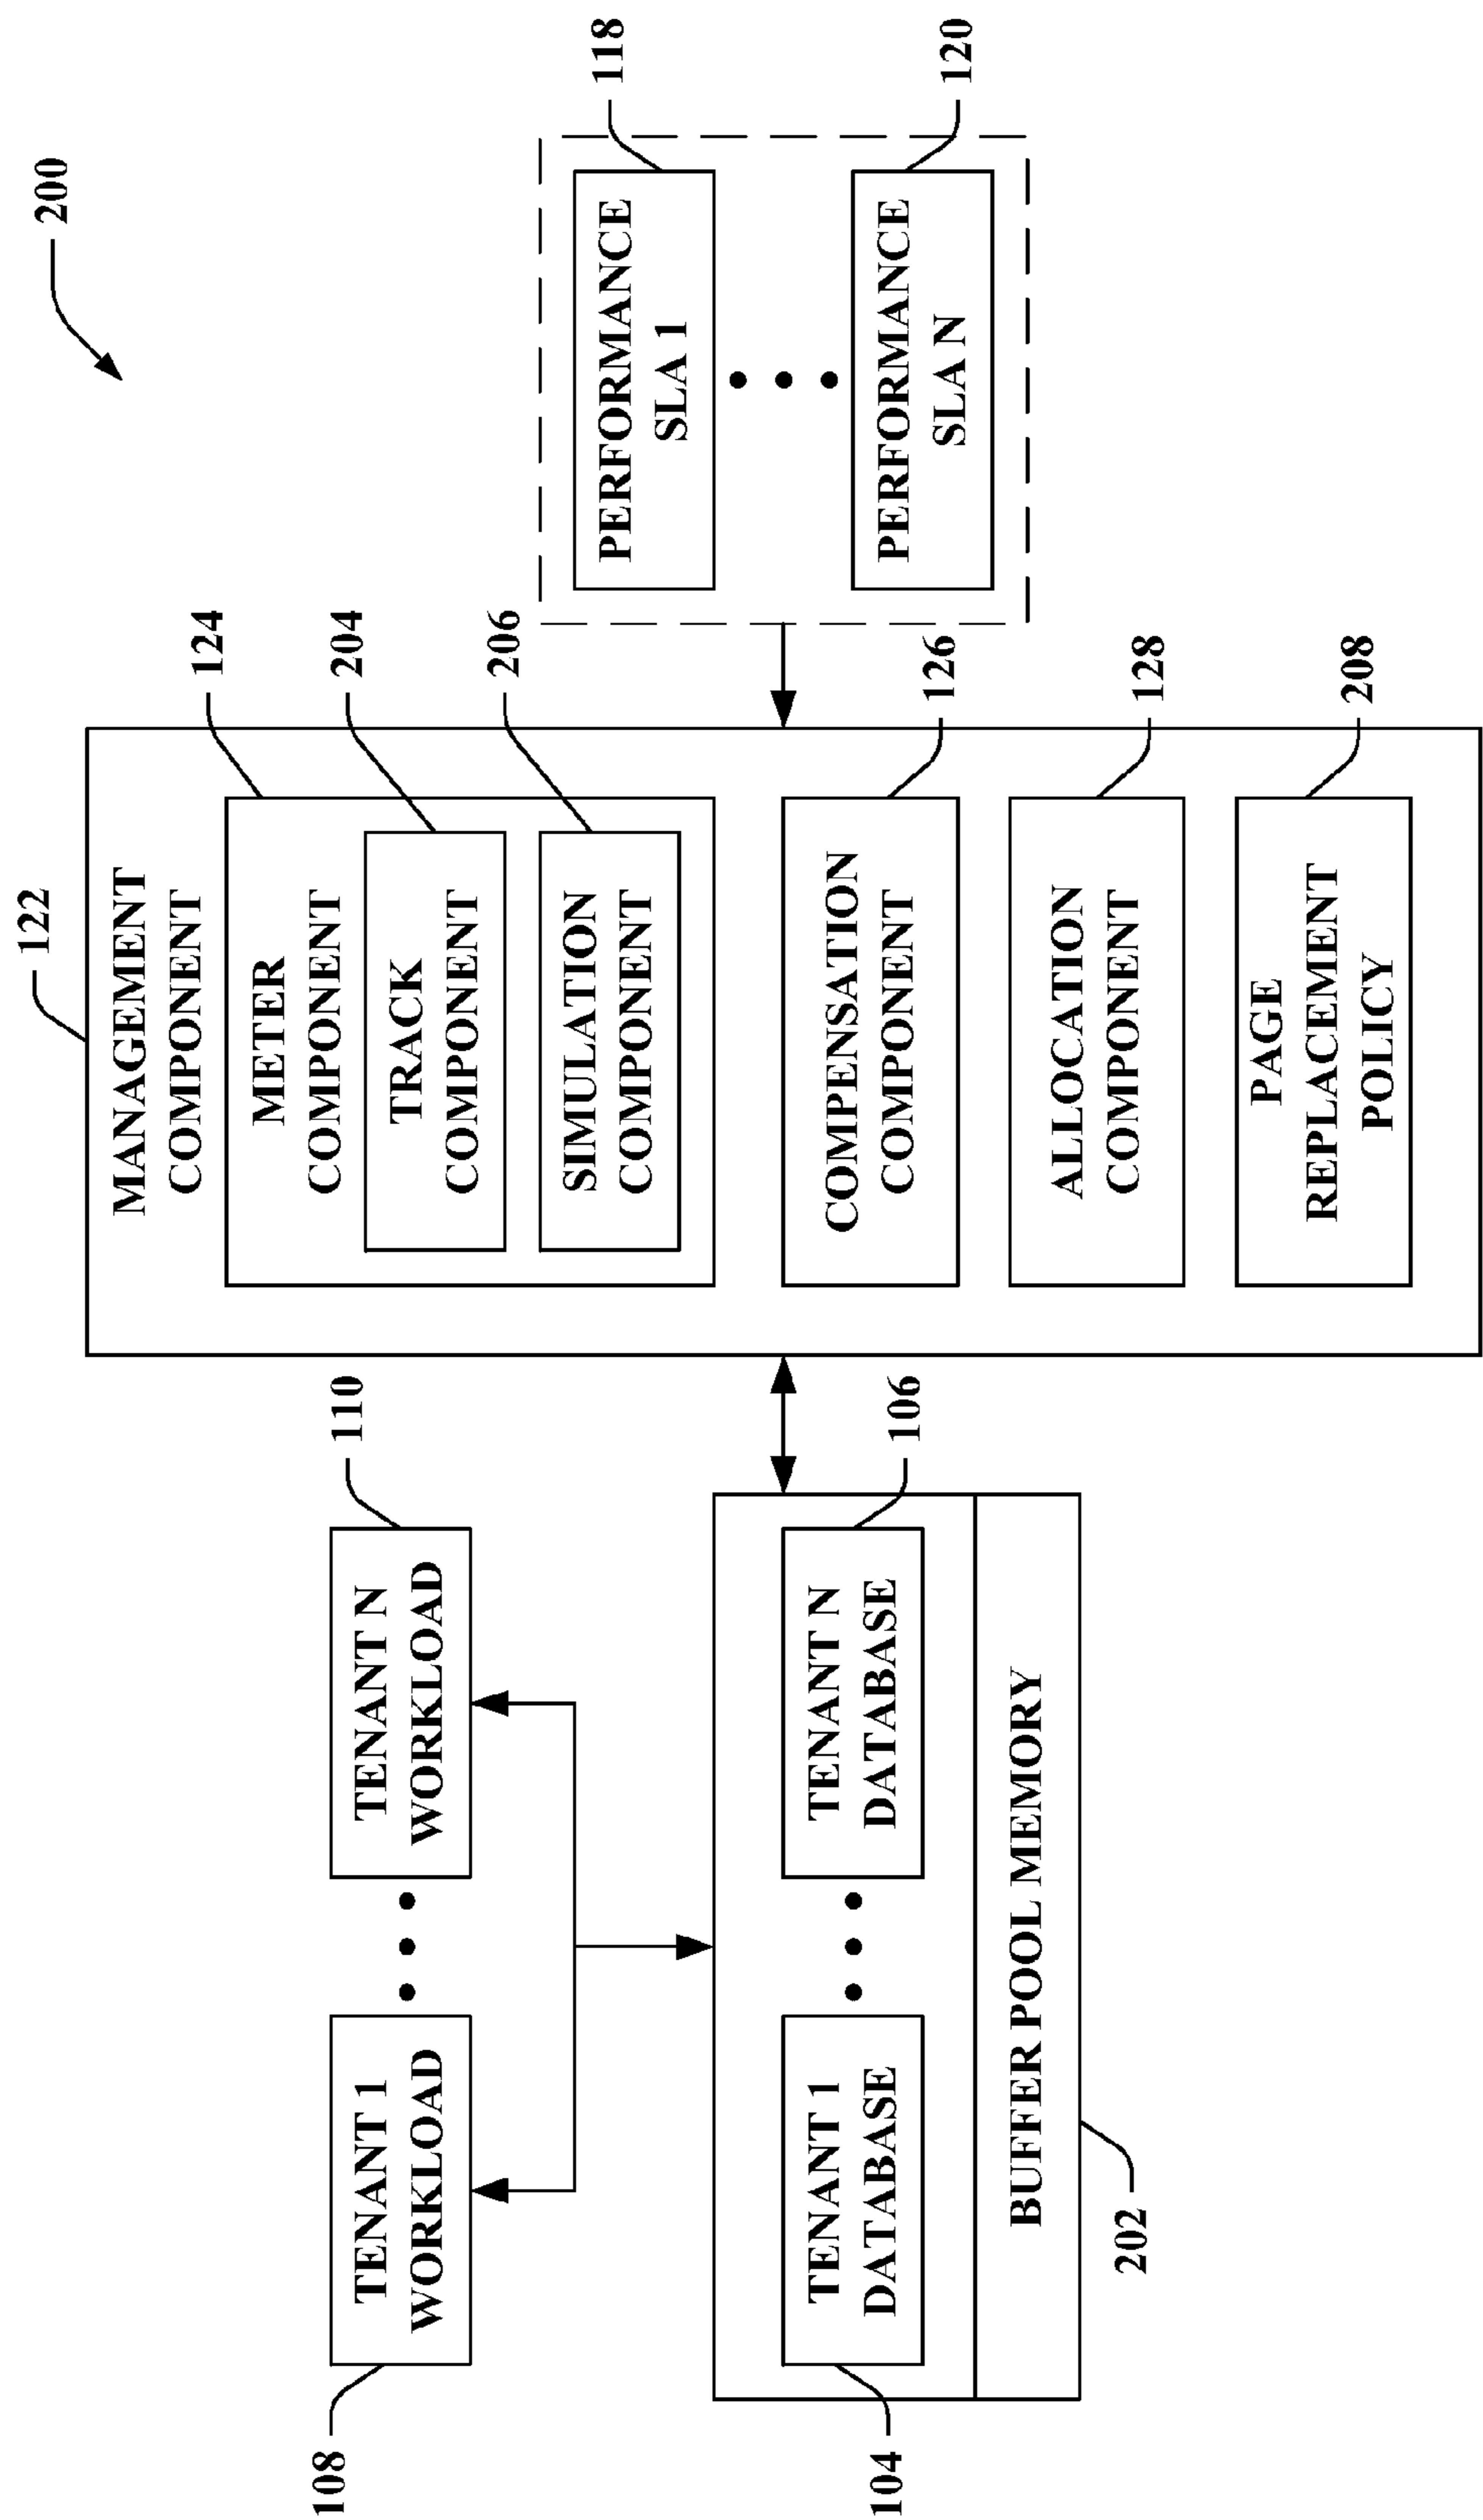 200
122
MANAGEMENT
COMPONENT
124
METER
COMPONENT
204
TRACK
COMPONENT
206
SIMULATION
COMPONENT
126
COMPENSATION
COMPONENT
128
ALLOCATION
COMPONENT
208
PAGE
REPLACEMENT
POLICY
108
TENANT 1
WORKLOAD
110
TENANT N
WORKLOAD
104
TENANT 1
DATABASE
106
TENANT N
DATABASE
BUFFER POOL MEMORY
202
118
PERFORMANCE
SLA 1
120
PERFORMANCE
SLA N